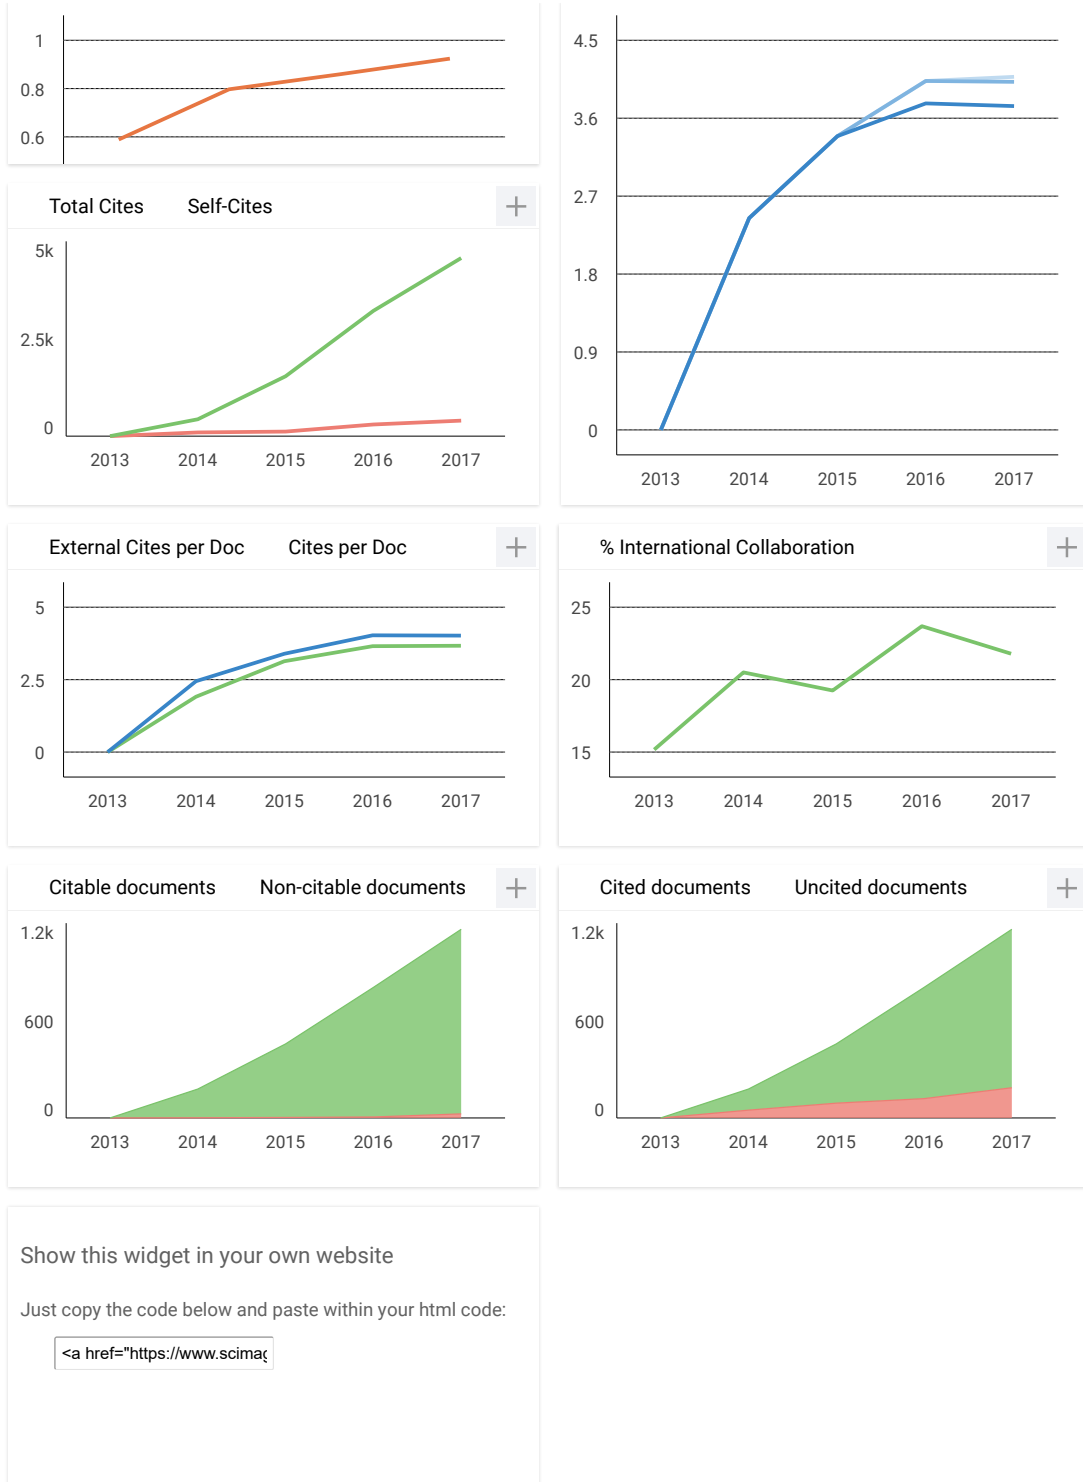 1
0.8
0.6
4.5
3.6
2.7
1.8
0.9
0
2013 2014 2015 2016 2017
Total Cites Self-Cites
5k
2.5k
0
2013 2014 2015 2016 2017
External Cites per Doc Cites per Doc
5
2.5
0
2013 2014 2015 2016 2017
% International Collaboration
25
20
15
2013 2014 2015 2016 2017
Citable documents Non-citable documents
1.2k
600
0
2013 2014 2015 2016 2017
Cited documents Uncited documents
1.2k
600
0
2013 2014 2015 2016 2017
Show this widget in your own website
Just copy the code below and paste within your html code:
<a href="https://www.scimag